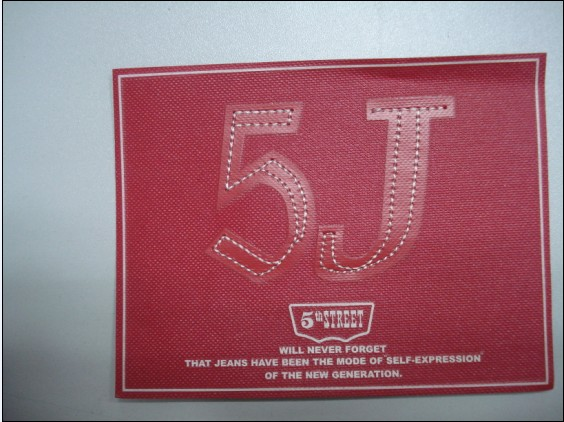 5J
5th STREET
WILL NEVER FORGET
THAT JEANS HAVE BEEN THE MODE OF SELF-EXPRESSION
OF THE NEW GENERATION.